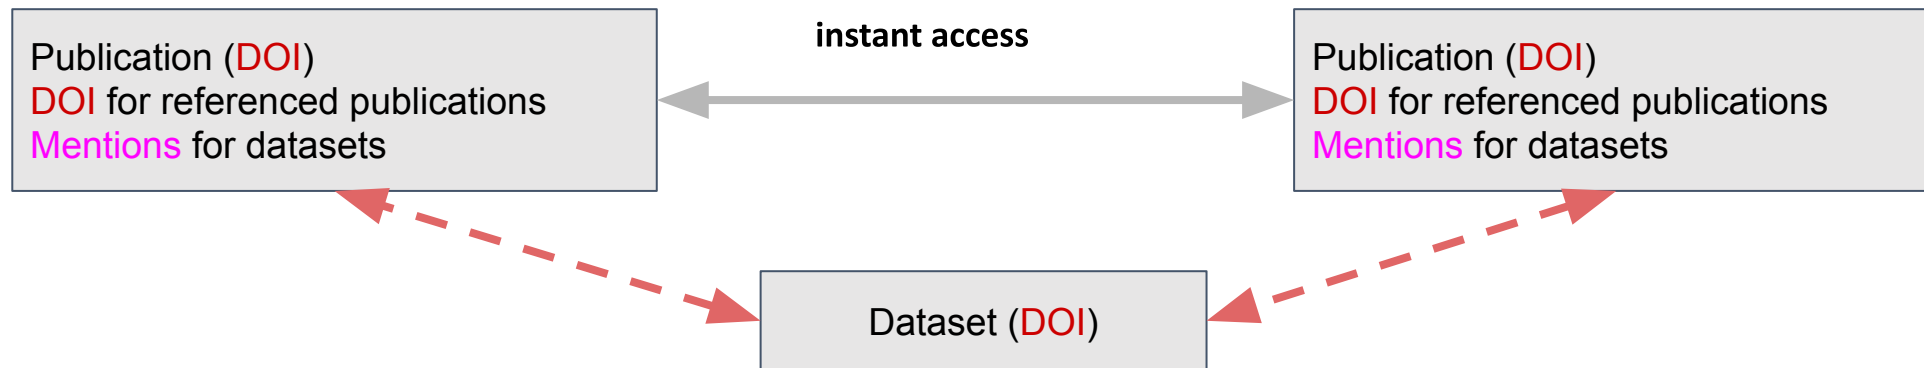 instant access
Publication (DOI)
DOI for referenced publications
Mentions for datasets
Publication (DOI)
DOI for referenced publications
Mentions for datasets
Dataset (DOI)